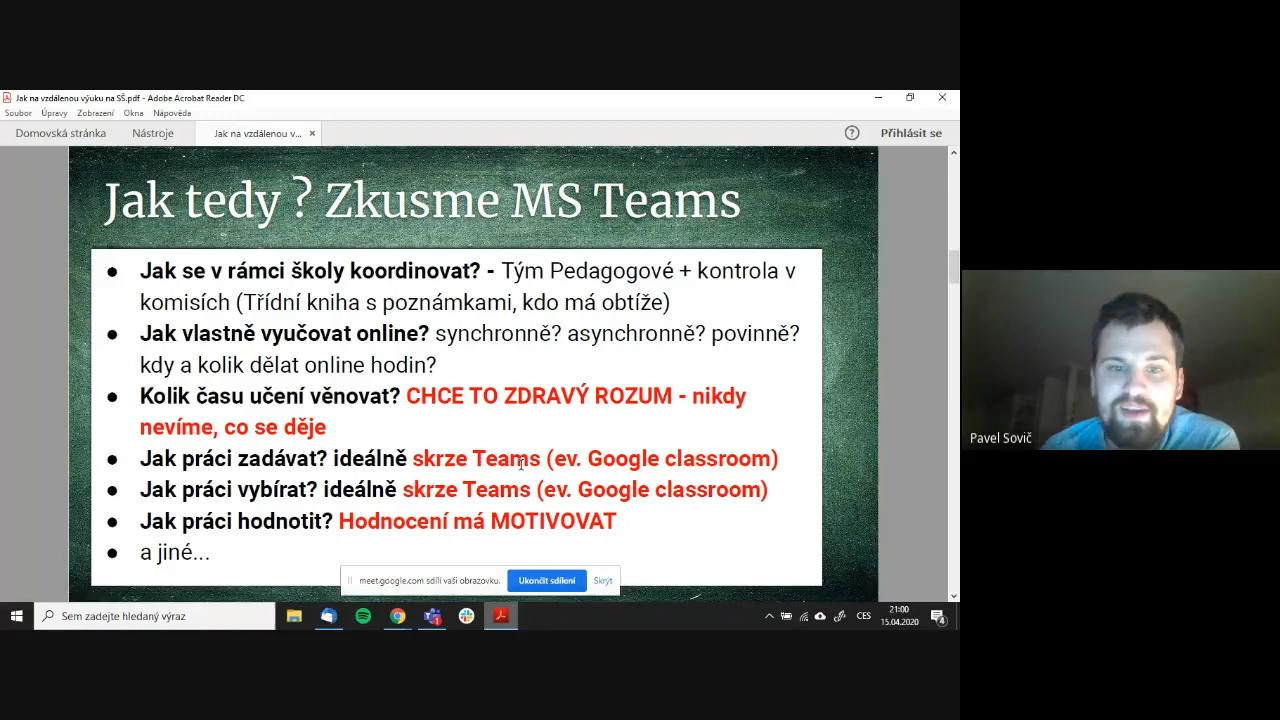 Jak na vzdálenou výuku na SŠ.pdf - Adobe Acrobat Reader DC
Soubor Úpravy Zobrazení Okna Nápověda
Domovská stránka Nástroje Jak na vzdálenou v... Přihlásit se
Jak tedy ? Zkusme MS Teams
● Jak se v rámci školy koordinovat? - Tým Pedagogové + kontrola v
komisích (Třídní kniha s poznámkami, kdo má obtíže)
● Jak vlastně vyučovat online? synchronně? asynchronně? povinně?
kdy a kolik dělat online hodin?
● Kolik času učení věnovat? CHCE TO ZDRAVÝ ROZUM - nikdy
nevíme, co se děje
● Jak práci zadávat? ideálně skrze Teams (ev. Google classroom)
● Jak práci vybírat? ideálně skrze Teams (ev. Google classroom)
● Jak práci hodnotit? Hodnocení má MOTIVOVAT
● a jiné...
meet.google.com sdílí vaši obrazovku. Ukončit sdílení Skrýt
Sem zadejte hledaný výraz
CES
21:00
15.04.2020
4
Pavel Sovič